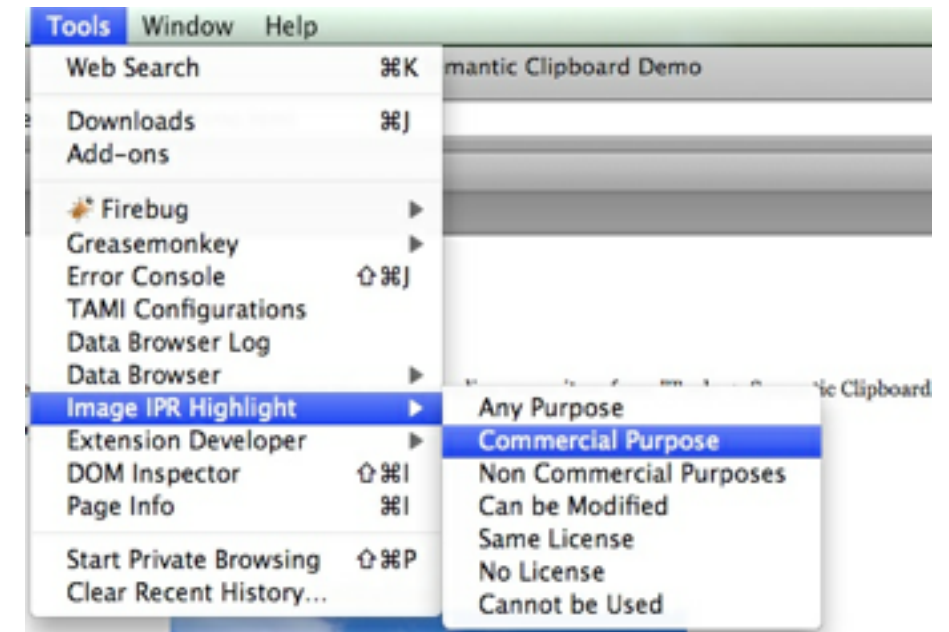 Tools Window Help
mantic Clipboard Demo
Web Search ⌘K
Downloads ⌘J
Add-ons
Firebug
Greasemonkey
Error Console ⇧⌘J
TAMI Configurations
Data Browser Log
Data Browser
tic Clipboard
Image IPR Highlight
Extension Developer
DOM Inspector ⇧⌘I
Page Info ⌘I
Start Private Browsing ⇧⌘P
Clear Recent History...
Any Purpose
Commercial Purpose
Non Commercial Purposes
Can be Modified
Same License
No License
Cannot be Used